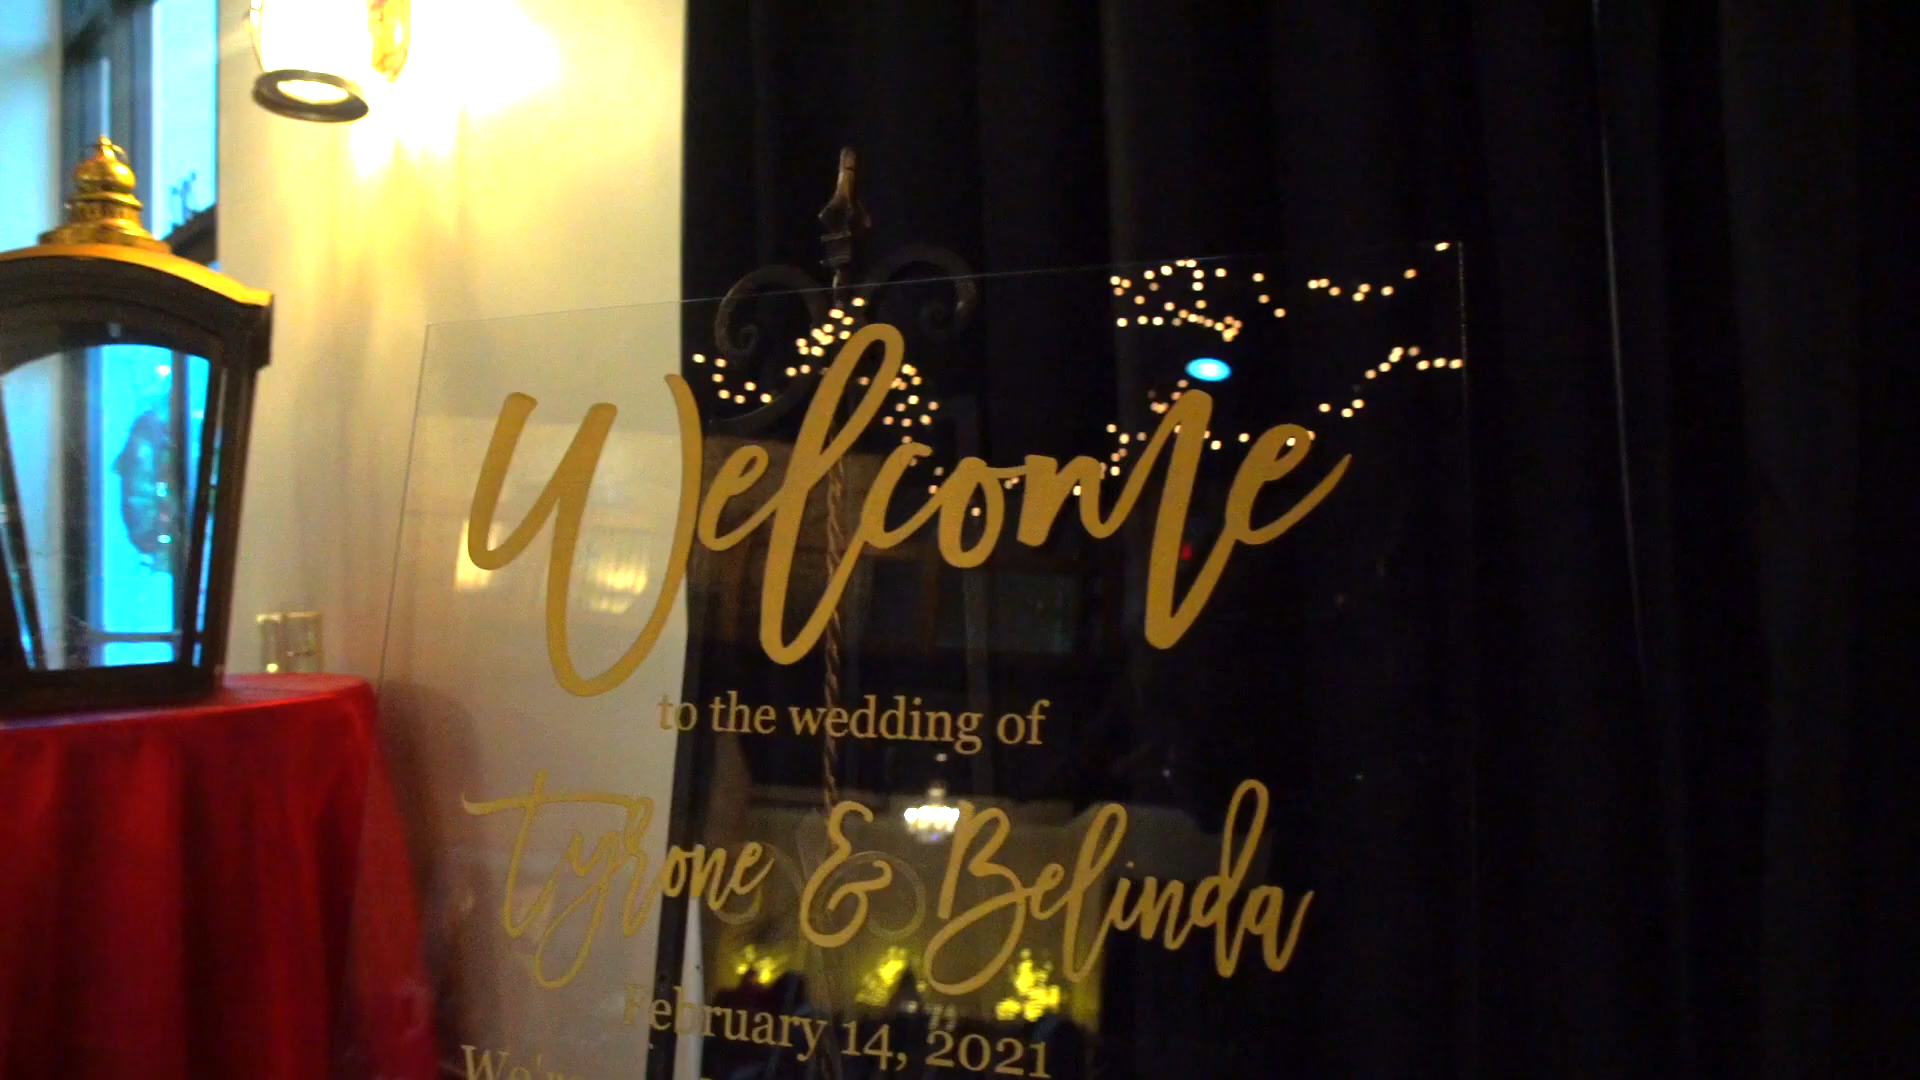 Welcome
to the wedding of
Tyrone & Belinda
February 14, 2021